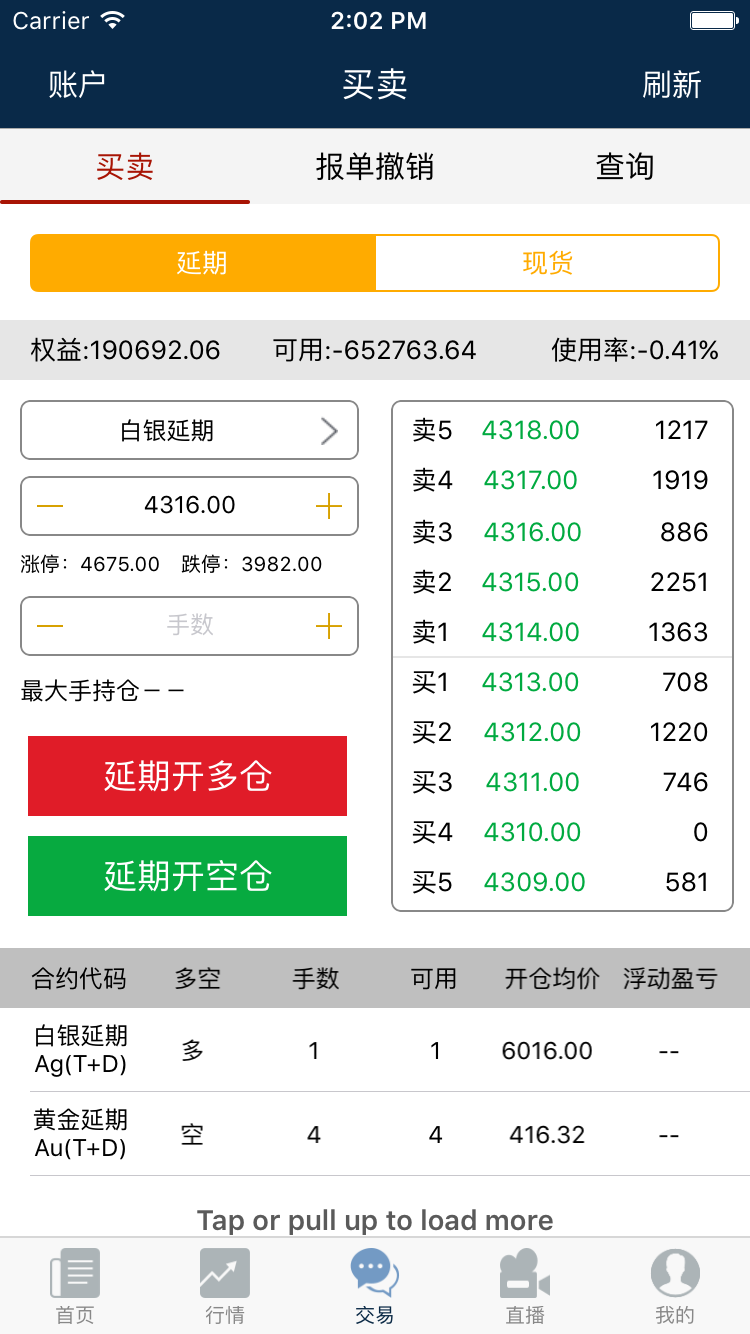 Carrier 2:02 PM
账户 买卖 刷新
买卖 报单撤销 查询
延期 现货
权益:190692.06 可用:-652763.64 使用率:-0.41%
白银延期
4316.00
涨停：4675.00 跌停：3982.00
手数
最大手持仓－－
延期开多仓
延期开空仓
卖5 4318.00 1217
卖4 4317.00 1919
卖3 4316.00 886
卖2 4315.00 2251
卖1 4314.00 1363
买1 4313.00 708
买2 4312.00 1220
买3 4311.00 746
买4 4310.00 0
买5 4309.00 581
合约代码 多空 手数 可用 开仓均价 浮动盈亏
白银延期
Ag(T+D) 多 1 1 6016.00 --
黄金延期
Au(T+D) 空 4 4 416.32 --
Tap or pull up to load more
首页 行情 交易 直播 我的